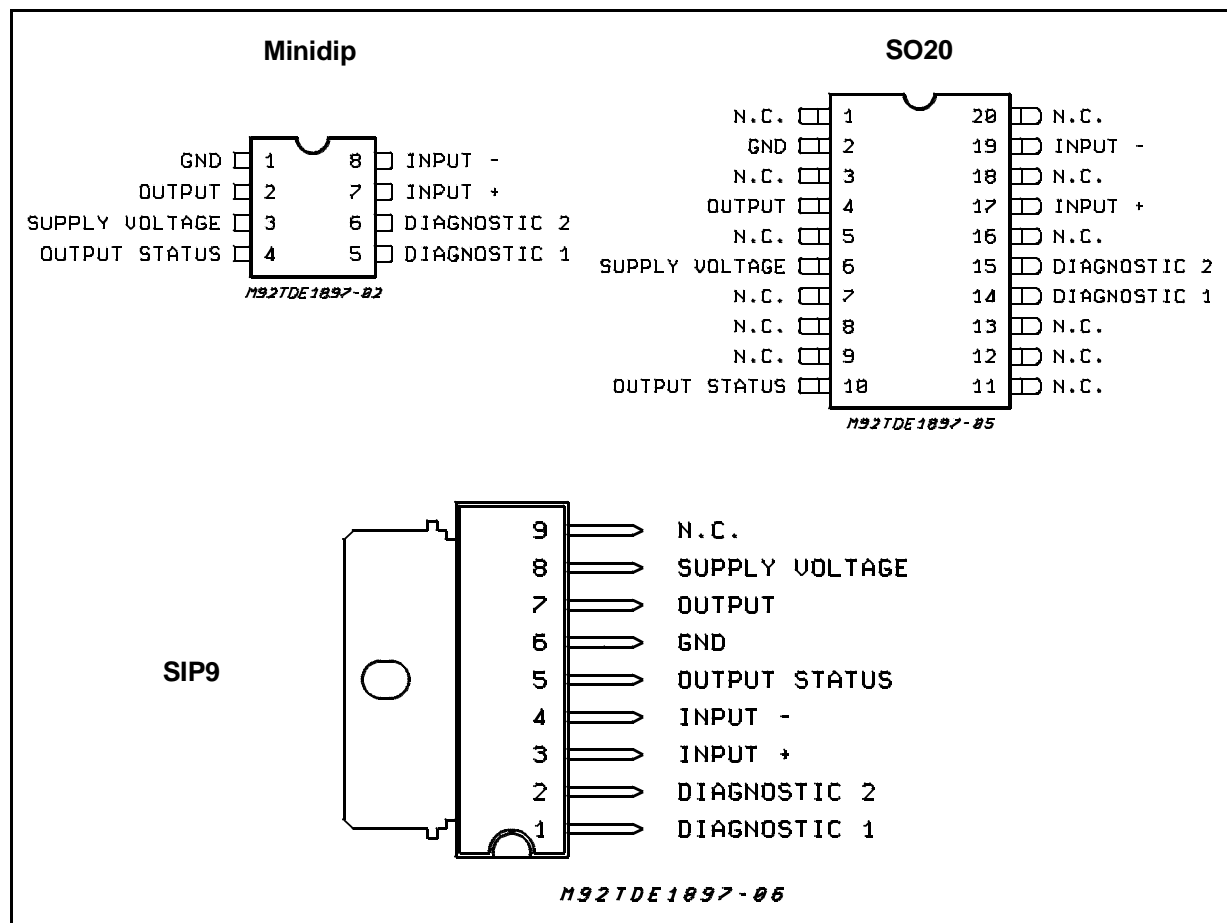 Minidip
GND 1 8 INPUT -
OUTPUT 2 7 INPUT +
SUPPLY VOLTAGE 3 6 DIAGNOSTIC 2
OUTPUT STATUS 4 5 DIAGNOSTIC 1
M92TDE1897-02
SO20
N.C. 1 20 N.C.
GND 2 19 INPUT -
N.C. 3 18 N.C.
OUTPUT 4 17 INPUT +
N.C. 5 16 N.C.
SUPPLY VOLTAGE 6 15 DIAGNOSTIC 2
N.C. 7 14 DIAGNOSTIC 1
N.C. 8 13 N.C.
N.C. 9 12 N.C.
OUTPUT STATUS 10 11 N.C.
M92TDE1897-05
SIP9
9 N.C.
8 SUPPLY VOLTAGE
7 OUTPUT
6 GND
5 OUTPUT STATUS
4 INPUT -
3 INPUT +
2 DIAGNOSTIC 2
1 DIAGNOSTIC 1
M92TDE1897-06